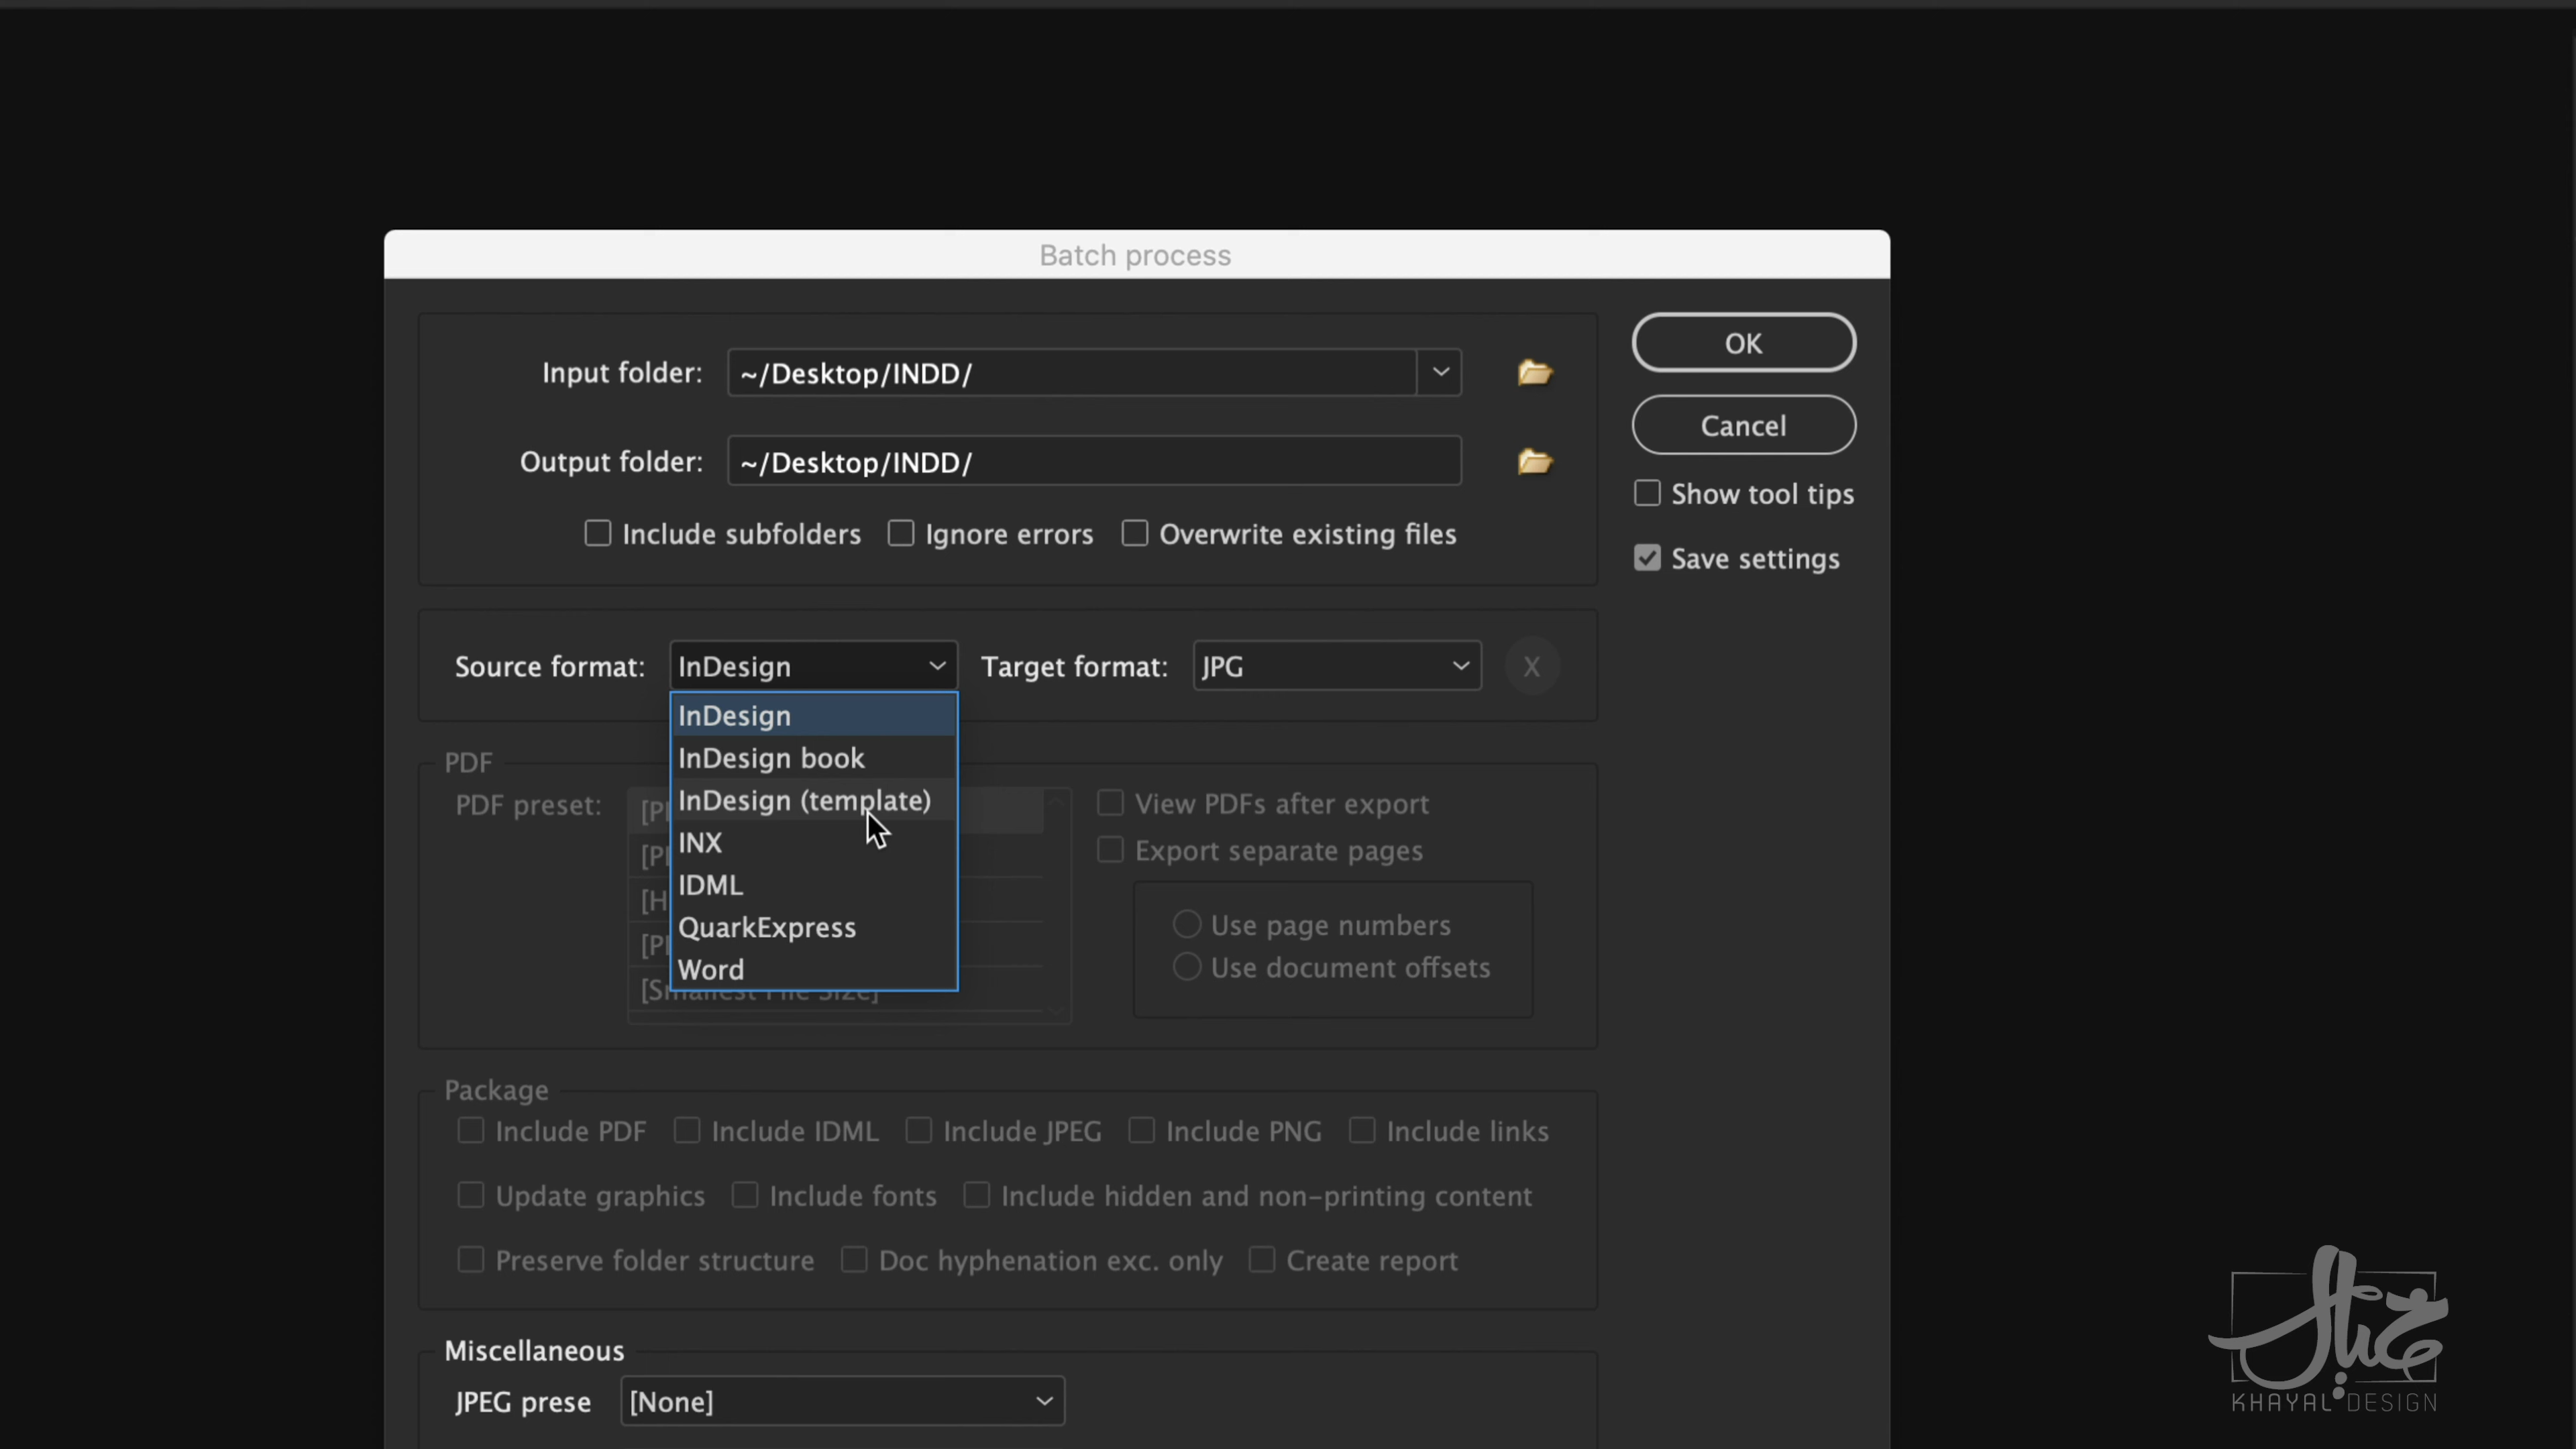 Batch process
Input folder: ~/Desktop/INDD/
OK
Output folder: ~/Desktop/INDD/
Cancel
Include subfolders Ignore errors Overwrite existing files
Show tool tips
Save settings
Source format: InDesign Target format: JPG X
InDesign
InDesign book
InDesign (template)
INX
IDML
QuarkExpress
Word
PDF
PDF preset:
[Smallest File Size]
View PDFs after export
Export separate pages
Use page numbers
Use document offsets
Package
Include PDF Include IDML Include JPEG Include PNG Include links
Update graphics Include fonts Include hidden and non-printing content
Preserve folder structure Doc hyphenation exc. only Create report
Miscellaneous
JPEG prese [None]
خيال
KHAYAL DESIGN